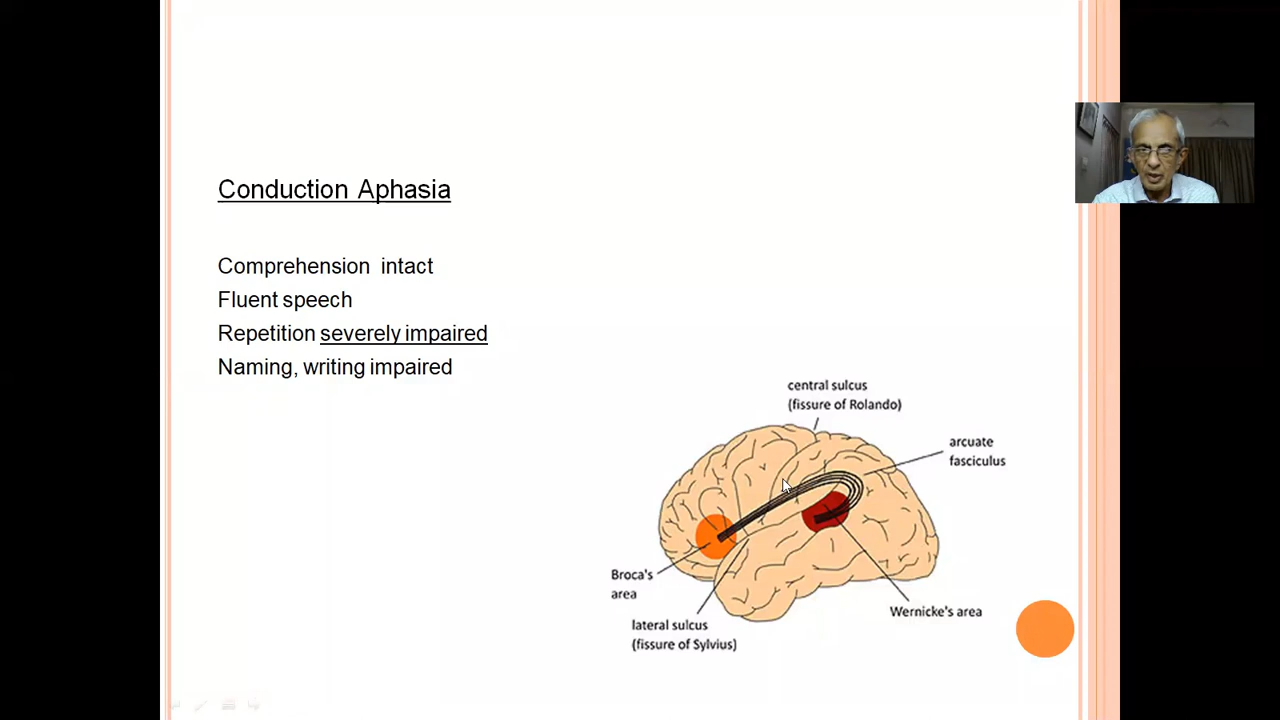 Conduction Aphasia
Comprehension intact
Fluent speech
Repetition severely impaired
Naming, writing impaired
central sulcus
(fissure of Rolando)
arcuate
fasciculus
Broca's
area
Wernicke's area
lateral sulcus
(fissure of Sylvius)